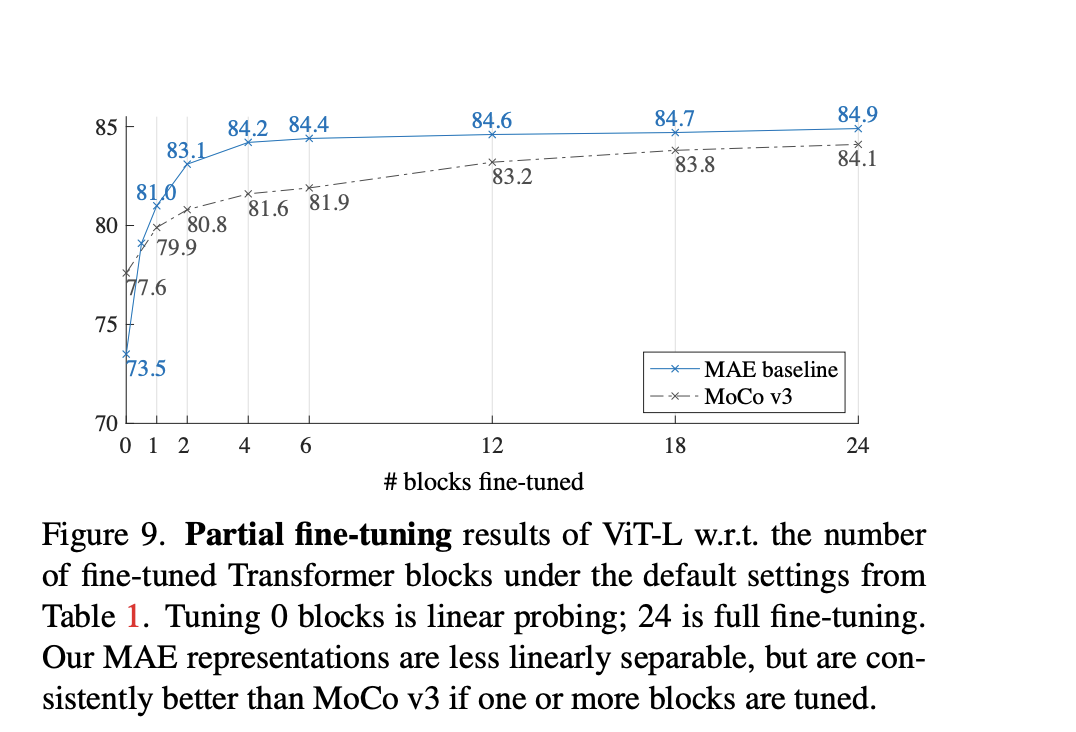 85
80
75
70
84.2
84.4
84.6
84.7
84.9
83.1
81.0
73.5
77.6
79.9
80.8
81.6
81.9
83.2
83.8
84.1
MAE baseline
MoCo v3
0 1 2 4 6 12 18 24
# blocks fine-tuned
Figure 9. Partial fine-tuning results of ViT-L w.r.t. the number
of fine-tuned Transformer blocks under the default settings from
Table 1. Tuning 0 blocks is linear probing; 24 is full fine-tuning.
Our MAE representations are less linearly separable, but are con-
sistently better than MoCo v3 if one or more blocks are tuned.